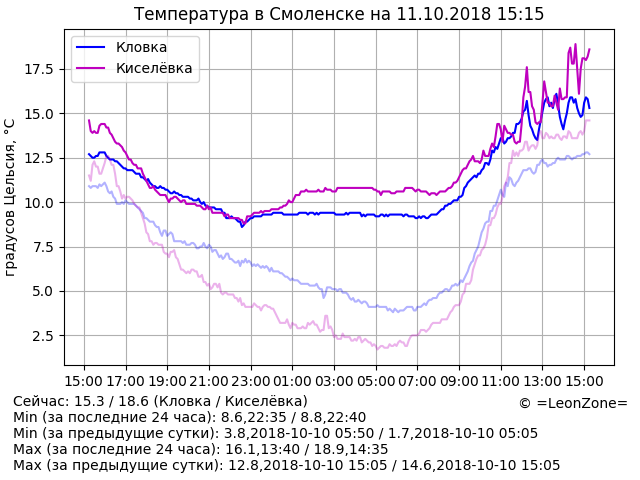 Температура в Смоленске на 11.10.2018 15:15
Кловка
Киселёвка
градусов Цельсия, °C
17.5
15.0
12.5
10.0
7.5
5.0
2.5
15:00 17:00 19:00 21:00 23:00 01:00 03:00 05:00 07:00 09:00 11:00 13:00 15:00
Сейчас: 15.3 / 18.6 (Кловка / Киселёвка)
© =LeonZone=
Min (за последние 24 часа): 8.6,22:35 / 8.8,22:40
Min (за предыдущие сутки): 3.8,2018-10-10 05:50 / 1.7,2018-10-10 05:05
Max (за последние 24 часа): 16.1,13:40 / 18.9,14:35
Max (за предыдущие сутки): 12.8,2018-10-10 15:05 / 14.6,2018-10-10 15:05